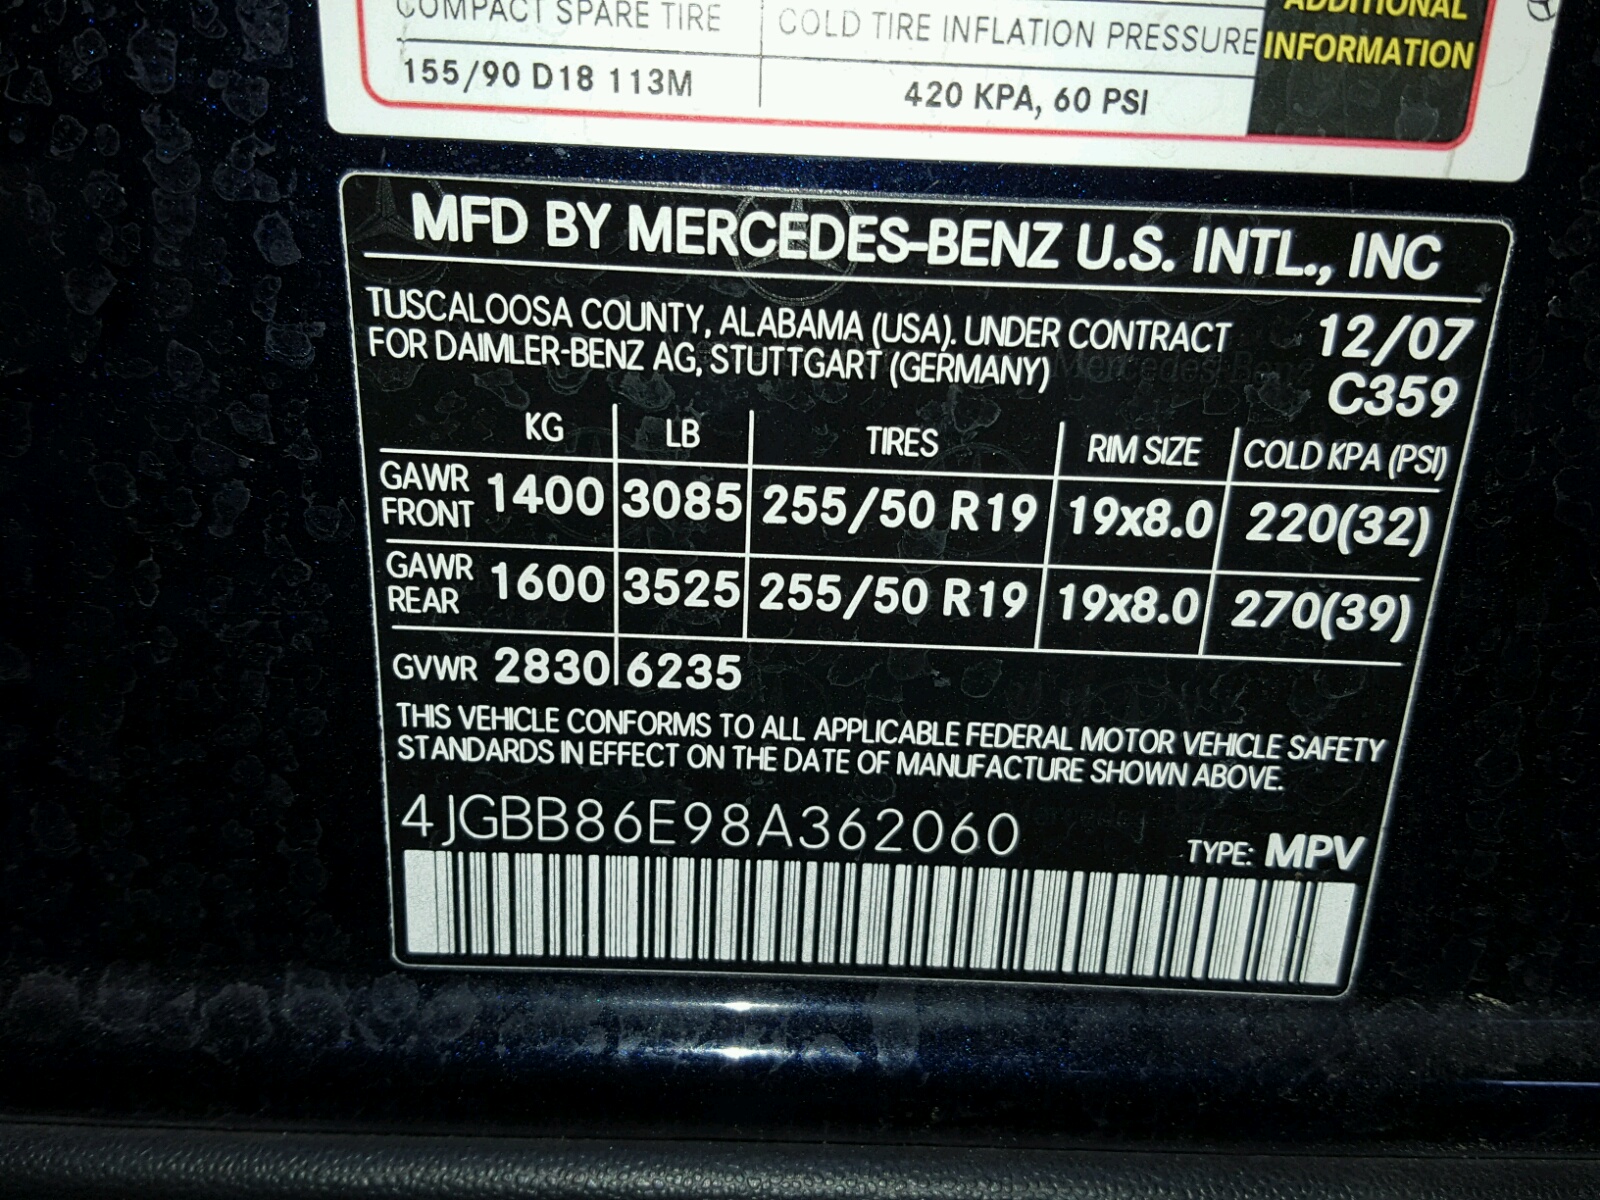 COMPACT SPARE TIRE COLD TIRE INFLATION PRESSURE
155/90 D18 113M 420 KPA, 60 PSI
ADDITIONAL
INFORMATION
MFD BY MERCEDES-BENZ U.S. INTL., INC
TUSCALOOSA COUNTY, ALABAMA (USA). UNDER CONTRACT 12/07
FOR DAIMLER-BENZ AG, STUTTGART (GERMANY) C359
Mercedes-Benz
KG LB TIRES RIM SIZE COLD KPA (PSI)
GAWR FRONT 1400 3085 255/50 R19 19x8.0 220(32)
GAWR REAR 1600 3525 255/50 R19 19x8.0 270(39)
GVWR 2830 6235
THIS VEHICLE CONFORMS TO ALL APPLICABLE FEDERAL MOTOR VEHICLE SAFETY
STANDARDS IN EFFECT ON THE DATE OF MANUFACTURE SHOWN ABOVE.
4JGBB86E98A362060 TYPE: MPV